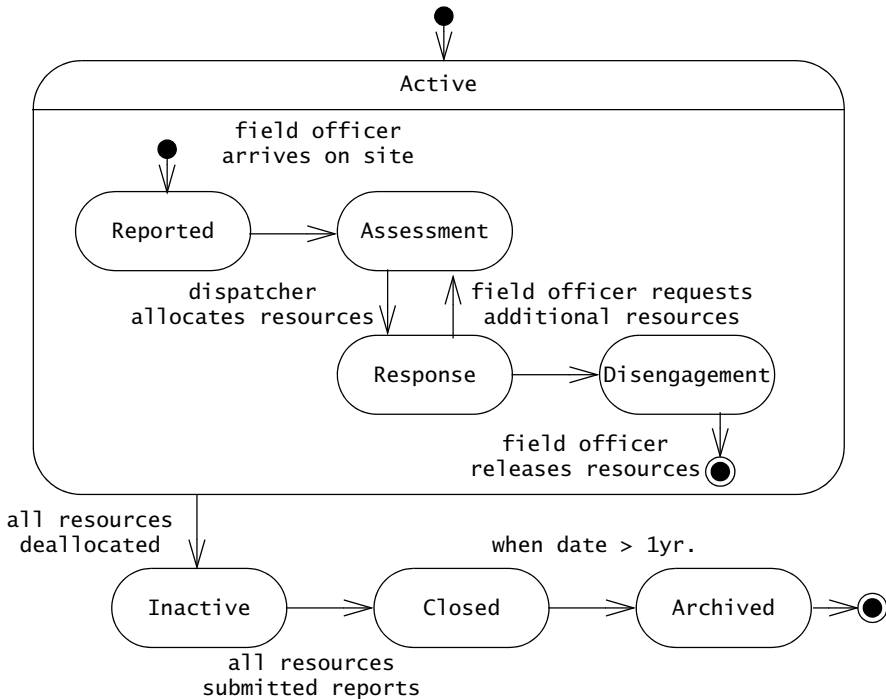 Active
field officer
arrives on site
Reported
Assessment
dispatcher
allocates resources
field officer requests
additional resources
Response
Disengagement
field officer
releases resources
all resources
deallocated
when date > 1yr.
Inactive
Closed
Archived
all resources
submitted reports